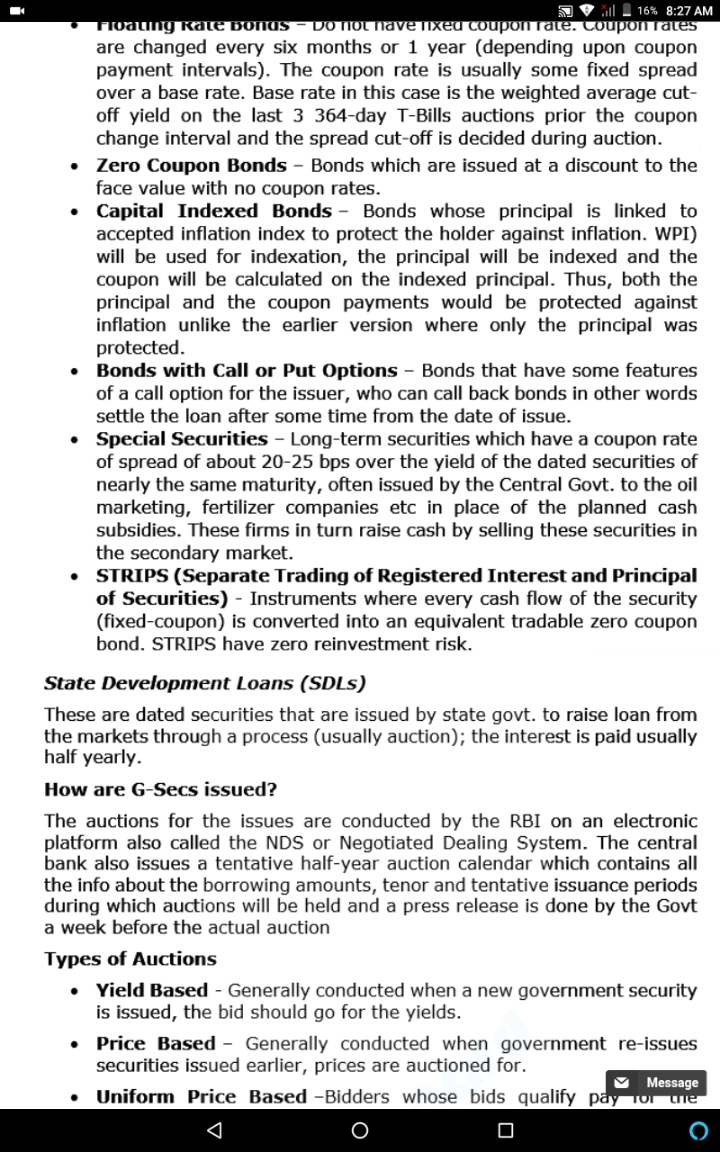 16% 8:27 AM
• Floating Rate Bonds – Do not have fixed coupon rate. Coupon rates
are changed every six months or 1 year (depending upon coupon
payment intervals). The coupon rate is usually some fixed spread
over a base rate. Base rate in this case is the weighted average cut-
off yield on the last 3 364-day T-Bills auctions prior the coupon
change interval and the spread cut-off is decided during auction.
• Zero Coupon Bonds – Bonds which are issued at a discount to the
face value with no coupon rates.
• Capital Indexed Bonds – Bonds whose principal is linked to
accepted inflation index to protect the holder against inflation. WPI)
will be used for indexation, the principal will be indexed and the
coupon will be calculated on the indexed principal. Thus, both the
principal and the coupon payments would be protected against
inflation unlike the earlier version where only the principal was
protected.
• Bonds with Call or Put Options – Bonds that have some features
of a call option for the issuer, who can call back bonds in other words
settle the loan after some time from the date of issue.
• Special Securities – Long-term securities which have a coupon rate
of spread of about 20-25 bps over the yield of the dated securities of
nearly the same maturity, often issued by the Central Govt. to the oil
marketing, fertilizer companies etc in place of the planned cash
subsidies. These firms in turn raise cash by selling these securities in
the secondary market.
• STRIPS (Separate Trading of Registered Interest and Principal
of Securities) - Instruments where every cash flow of the security
(fixed-coupon) is converted into an equivalent tradable zero coupon
bond. STRIPS have zero reinvestment risk.
State Development Loans (SDLs)
These are dated securities that are issued by state govt. to raise loan from
the markets through a process (usually auction); the interest is paid usually
half yearly.
How are G-Secs issued?
The auctions for the issues are conducted by the RBI on an electronic
platform also called the NDS or Negotiated Dealing System. The central
bank also issues a tentative half-year auction calendar which contains all
the info about the borrowing amounts, tenor and tentative issuance periods
during which auctions will be held and a press release is done by the Govt
a week before the actual auction
Types of Auctions
• Yield Based - Generally conducted when a new government security
is issued, the bid should go for the yields.
• Price Based – Generally conducted when government re-issues
securities issued earlier, prices are auctioned for.
Message
• Uniform Price Based –Bidders whose bids qualify pay for the